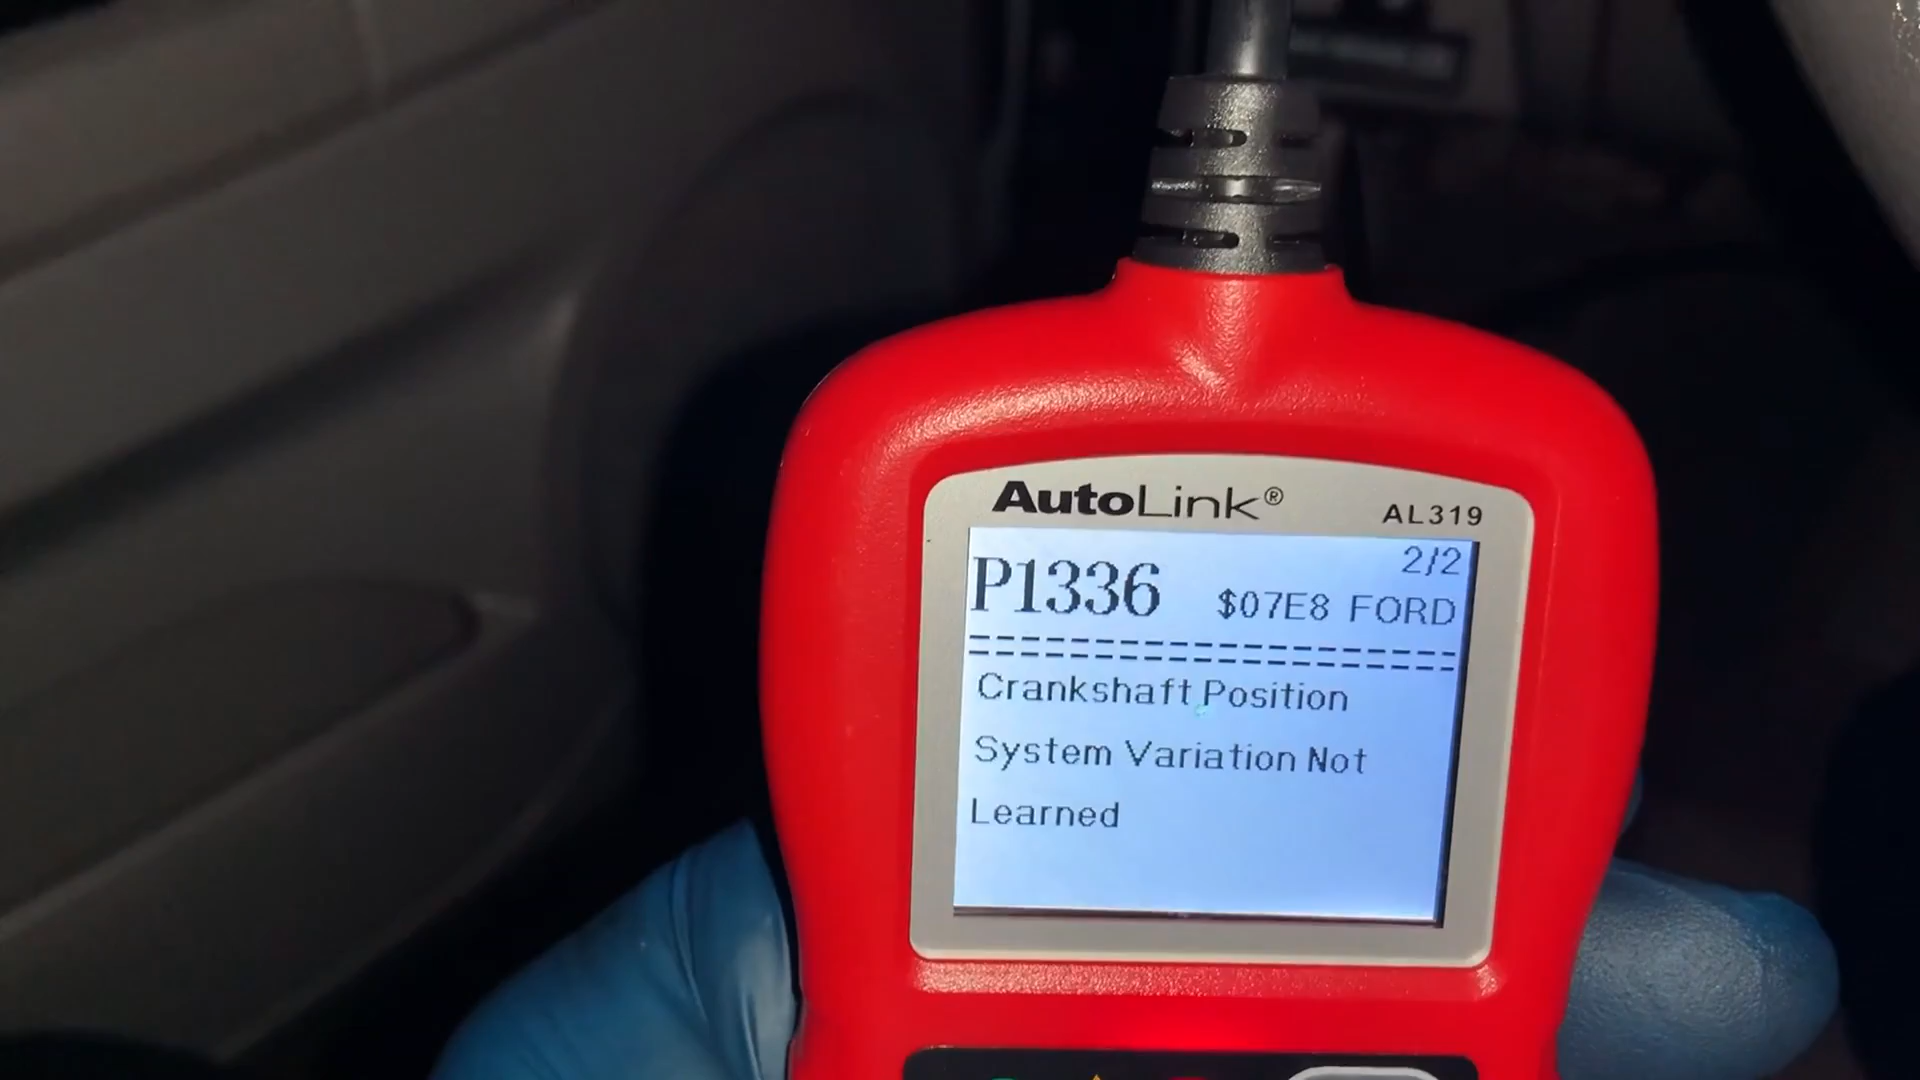 AutoLink®
AL319
2/2
P1336 $07E8 FORD
====================
Crankshaft Position
System Variation Not
Learned